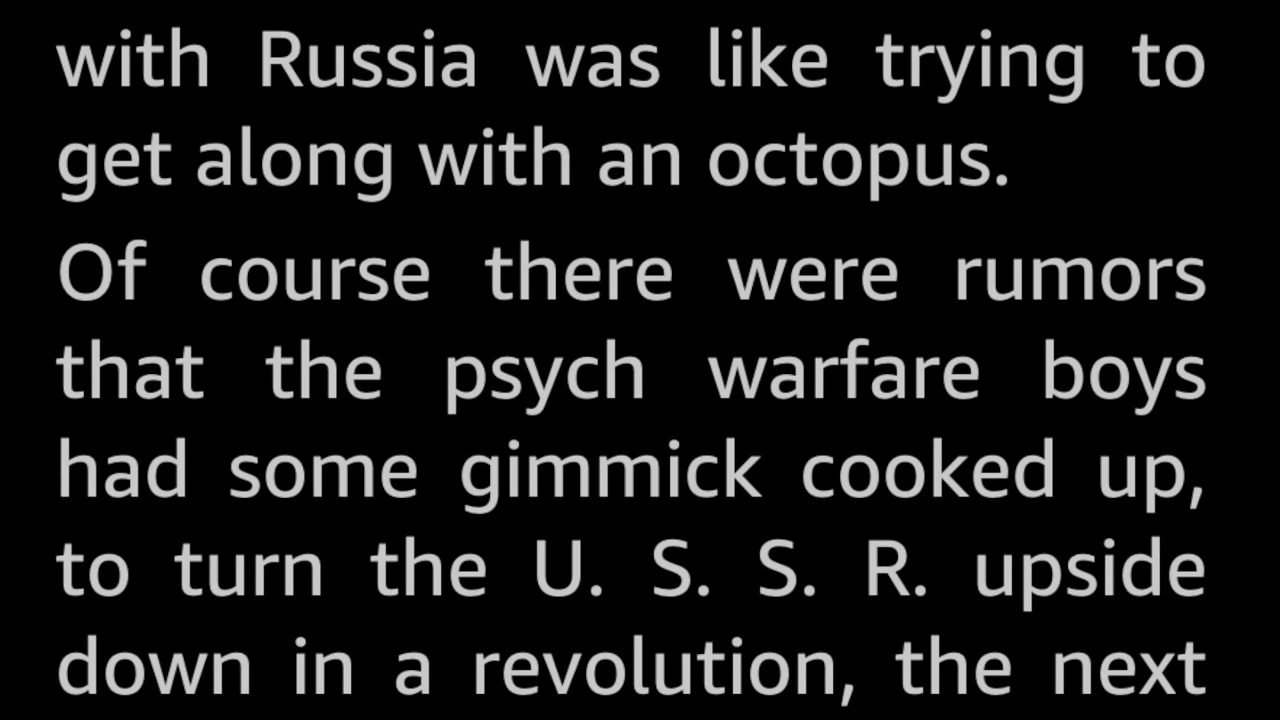 with Russia was like trying to
get along with an octopus.
Of course there were rumors
that the psych warfare boys
had some gimmick cooked up,
to turn the U. S. S. R. upside
down in a revolution, the next